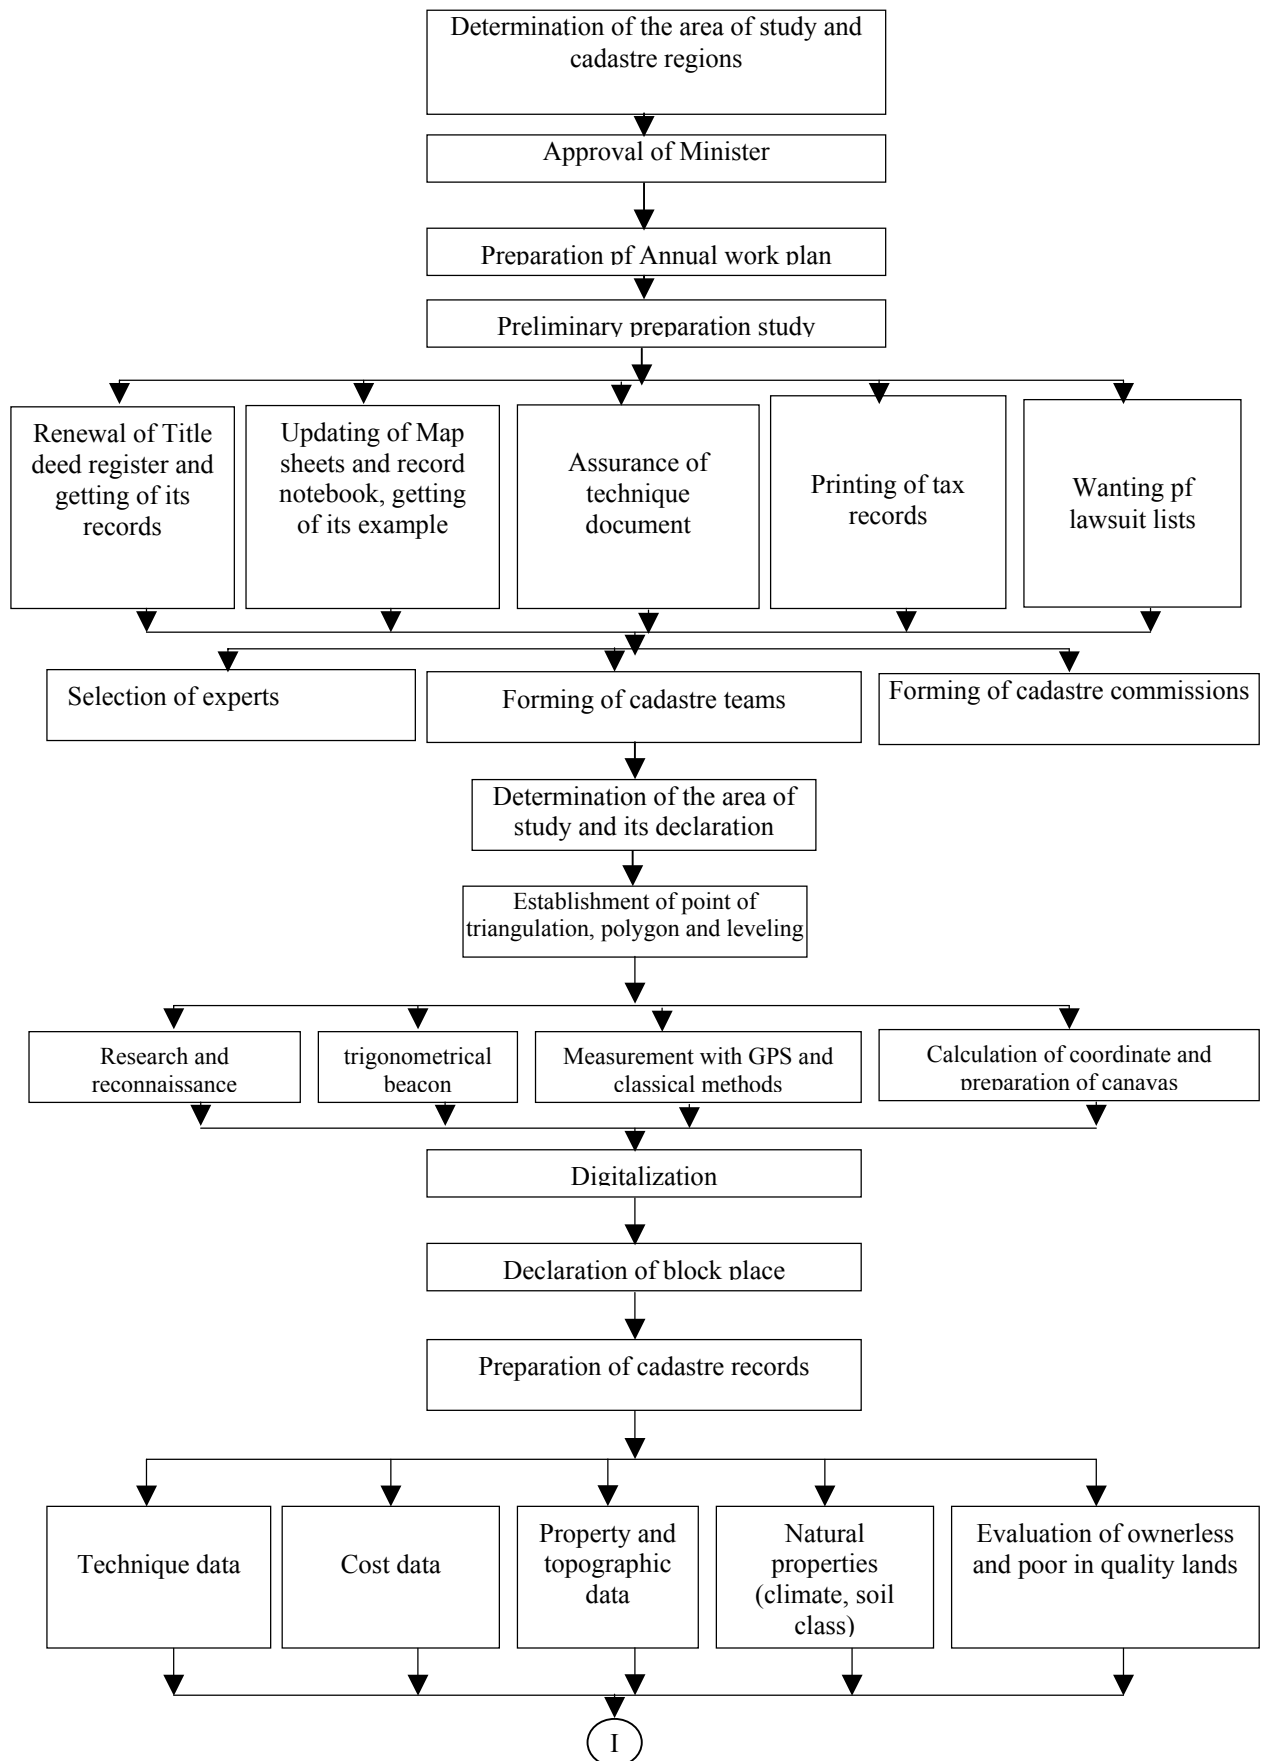 Determination of the area of study and
cadastre regions
Approval of Minister
Preparation pf Annual work plan
Preliminary preparation study
Renewal of Title
deed register and
getting of its
records
Updating of Map
sheets and record
notebook, getting
of its example
Assurance of
technique
document
Printing of tax
records
Wanting pf
lawsuit lists
Selection of experts
Forming of cadastre teams
Forming of cadastre commissions
Determination of the area of
study and its declaration
Establishment of point of
triangulation, polygon and leveling
Research and
reconnaissance
trigonometrical
beacon
Measurement with GPS and
classical methods
Calculation of coordinate and
preparation of canavas
Digitalization
Declaration of block place
Preparation of cadastre records
Technique data
Cost data
Property and
topographic
data
Natural
properties
(climate, soil
class)
Evaluation of ownerless
and poor in quality lands
I